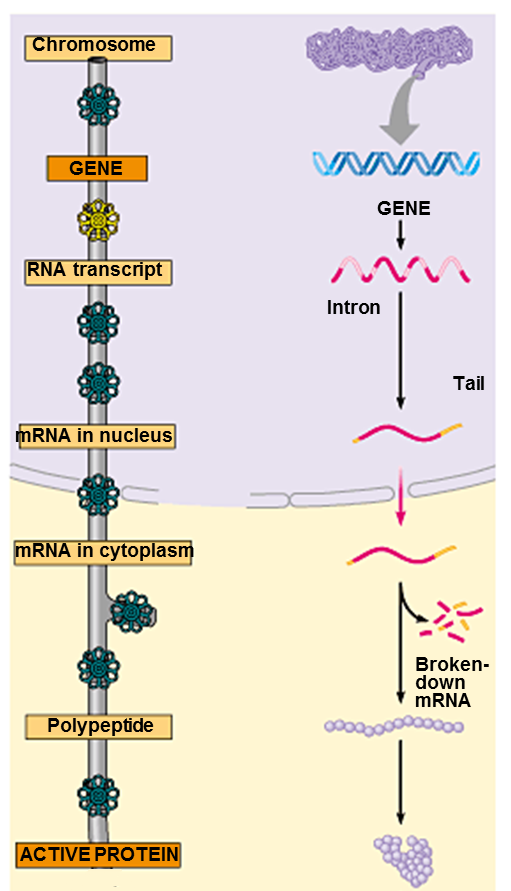 Chromosome
GENE
GENE
RNA transcript
Intron
Tail
mRNA in nucleus
mRNA in cytoplasm
Broken-
down
mRNA
Polypeptide
ACTIVE PROTEIN